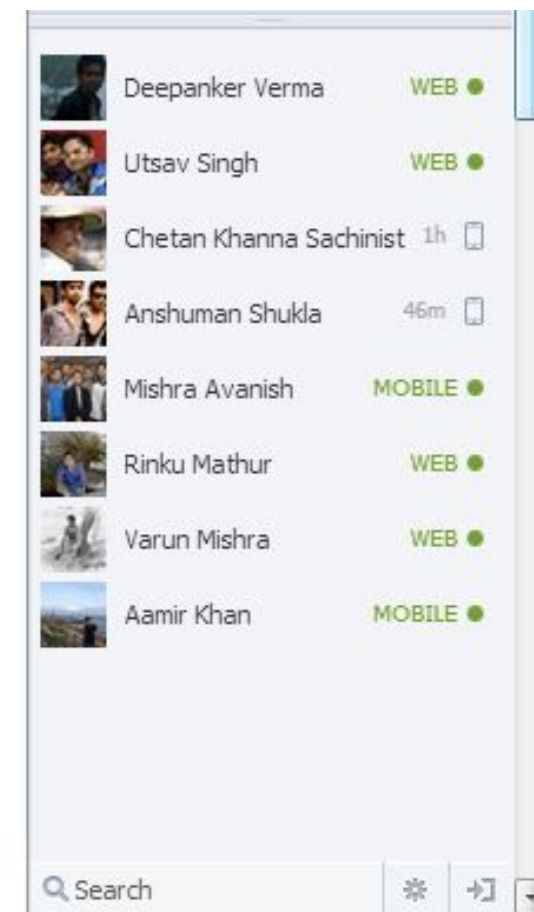 Deepanker Verma WEB
Utsav Singh WEB
Chetan Khanna Sachinist 1h
Anshuman Shukla 46m
Mishra Avanish MOBILE
Rinku Mathur WEB
Varun Mishra WEB
Aamir Khan MOBILE
Search